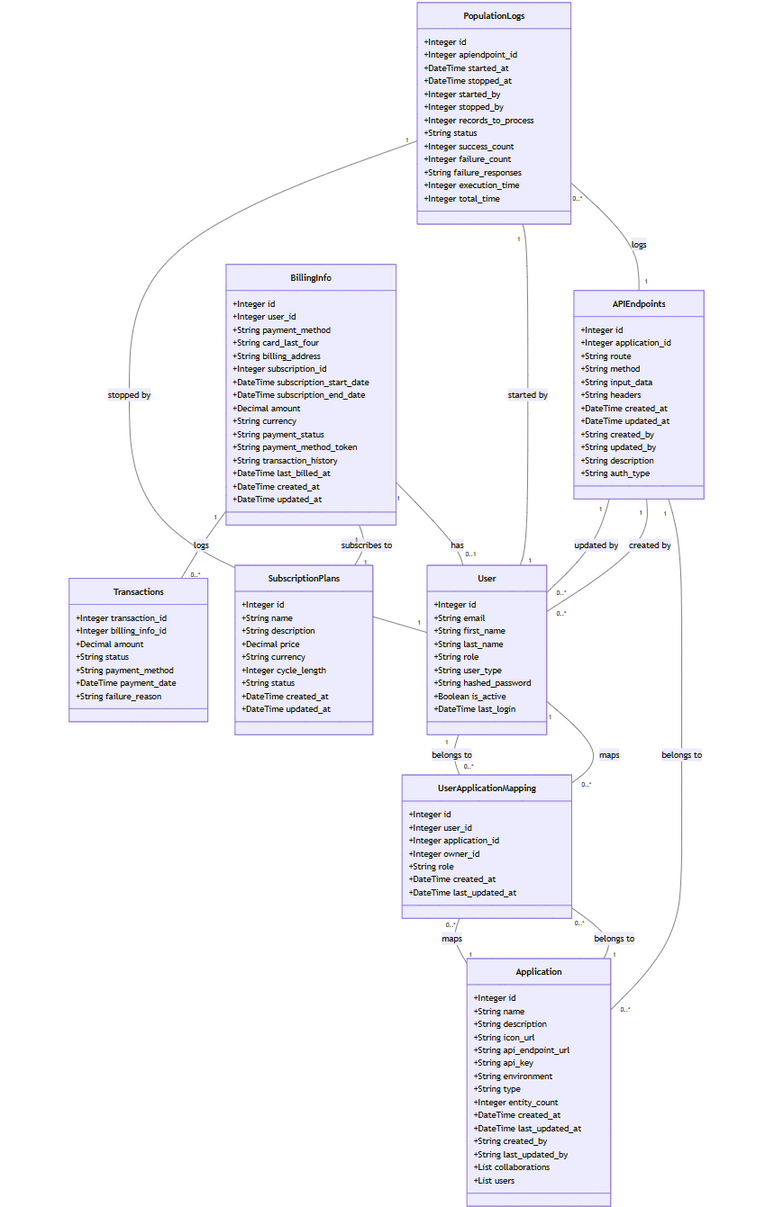 PopulationLogs
+Integer id
+Integer apiendpoint_id
+DateTime started_at
+DateTime stopped_at
+Integer started_by
+Integer stopped_by
+Integer records_to_process
+String status
+Integer success_count
+Integer failure_count
+String failure_responses
+Integer execution_time
+Integer total_time
1
0..*
1
logs
1
BillingInfo
+Integer id
+Integer user_id
+String payment_method
+String card_last_four
+String billing_address
+Integer subscription_id
+DateTime subscription_start_date
+DateTime subscription_end_date
+Decimal amount
+String currency
+String payment_status
+String payment_method_token
+String transaction_history
+DateTime last_billed_at
+DateTime created_at
+DateTime updated_at
APIEndpoints
+Integer id
+Integer application_id
+String route
+String method
+String input_data
+String headers
+DateTime created_at
+DateTime updated_at
+String created_by
+String updated_by
+String description
+String auth_type
stopped by
started by
1
1
1
1
1
1
logs
subscribes to
has
updated by
created by
0..*
1
0..1
1
0..*
0..*
Transactions
+Integer transaction_id
+Integer billing_info_id
+Decimal amount
+String status
+String payment_method
+DateTime payment_date
+String failure_reason
SubscriptionPlans
+Integer id
+String name
+String description
+Decimal price
+String currency
+Integer cycle_length
+String status
+DateTime created_at
+DateTime updated_at
1
User
+Integer id
+String email
+String first_name
+String last_name
+String role
+String user_type
+String hashed_password
+Boolean is_active
+DateTime last_login
1
1
belongs to
maps
belongs to
0..*
0..*
UserApplicationMapping
+Integer id
+Integer user_id
+Integer application_id
+Integer owner_id
+String role
+DateTime created_at
+DateTime last_updated_at
0..*
0..*
maps
belongs to
1
1
0..*
Application
+Integer id
+String name
+String description
+String icon_url
+String api_endpoint_url
+String api_key
+String environment
+String type
+Integer entity_count
+DateTime created_at
+DateTime last_updated_at
+String created_by
+String last_updated_by
+List collaborations
+List users